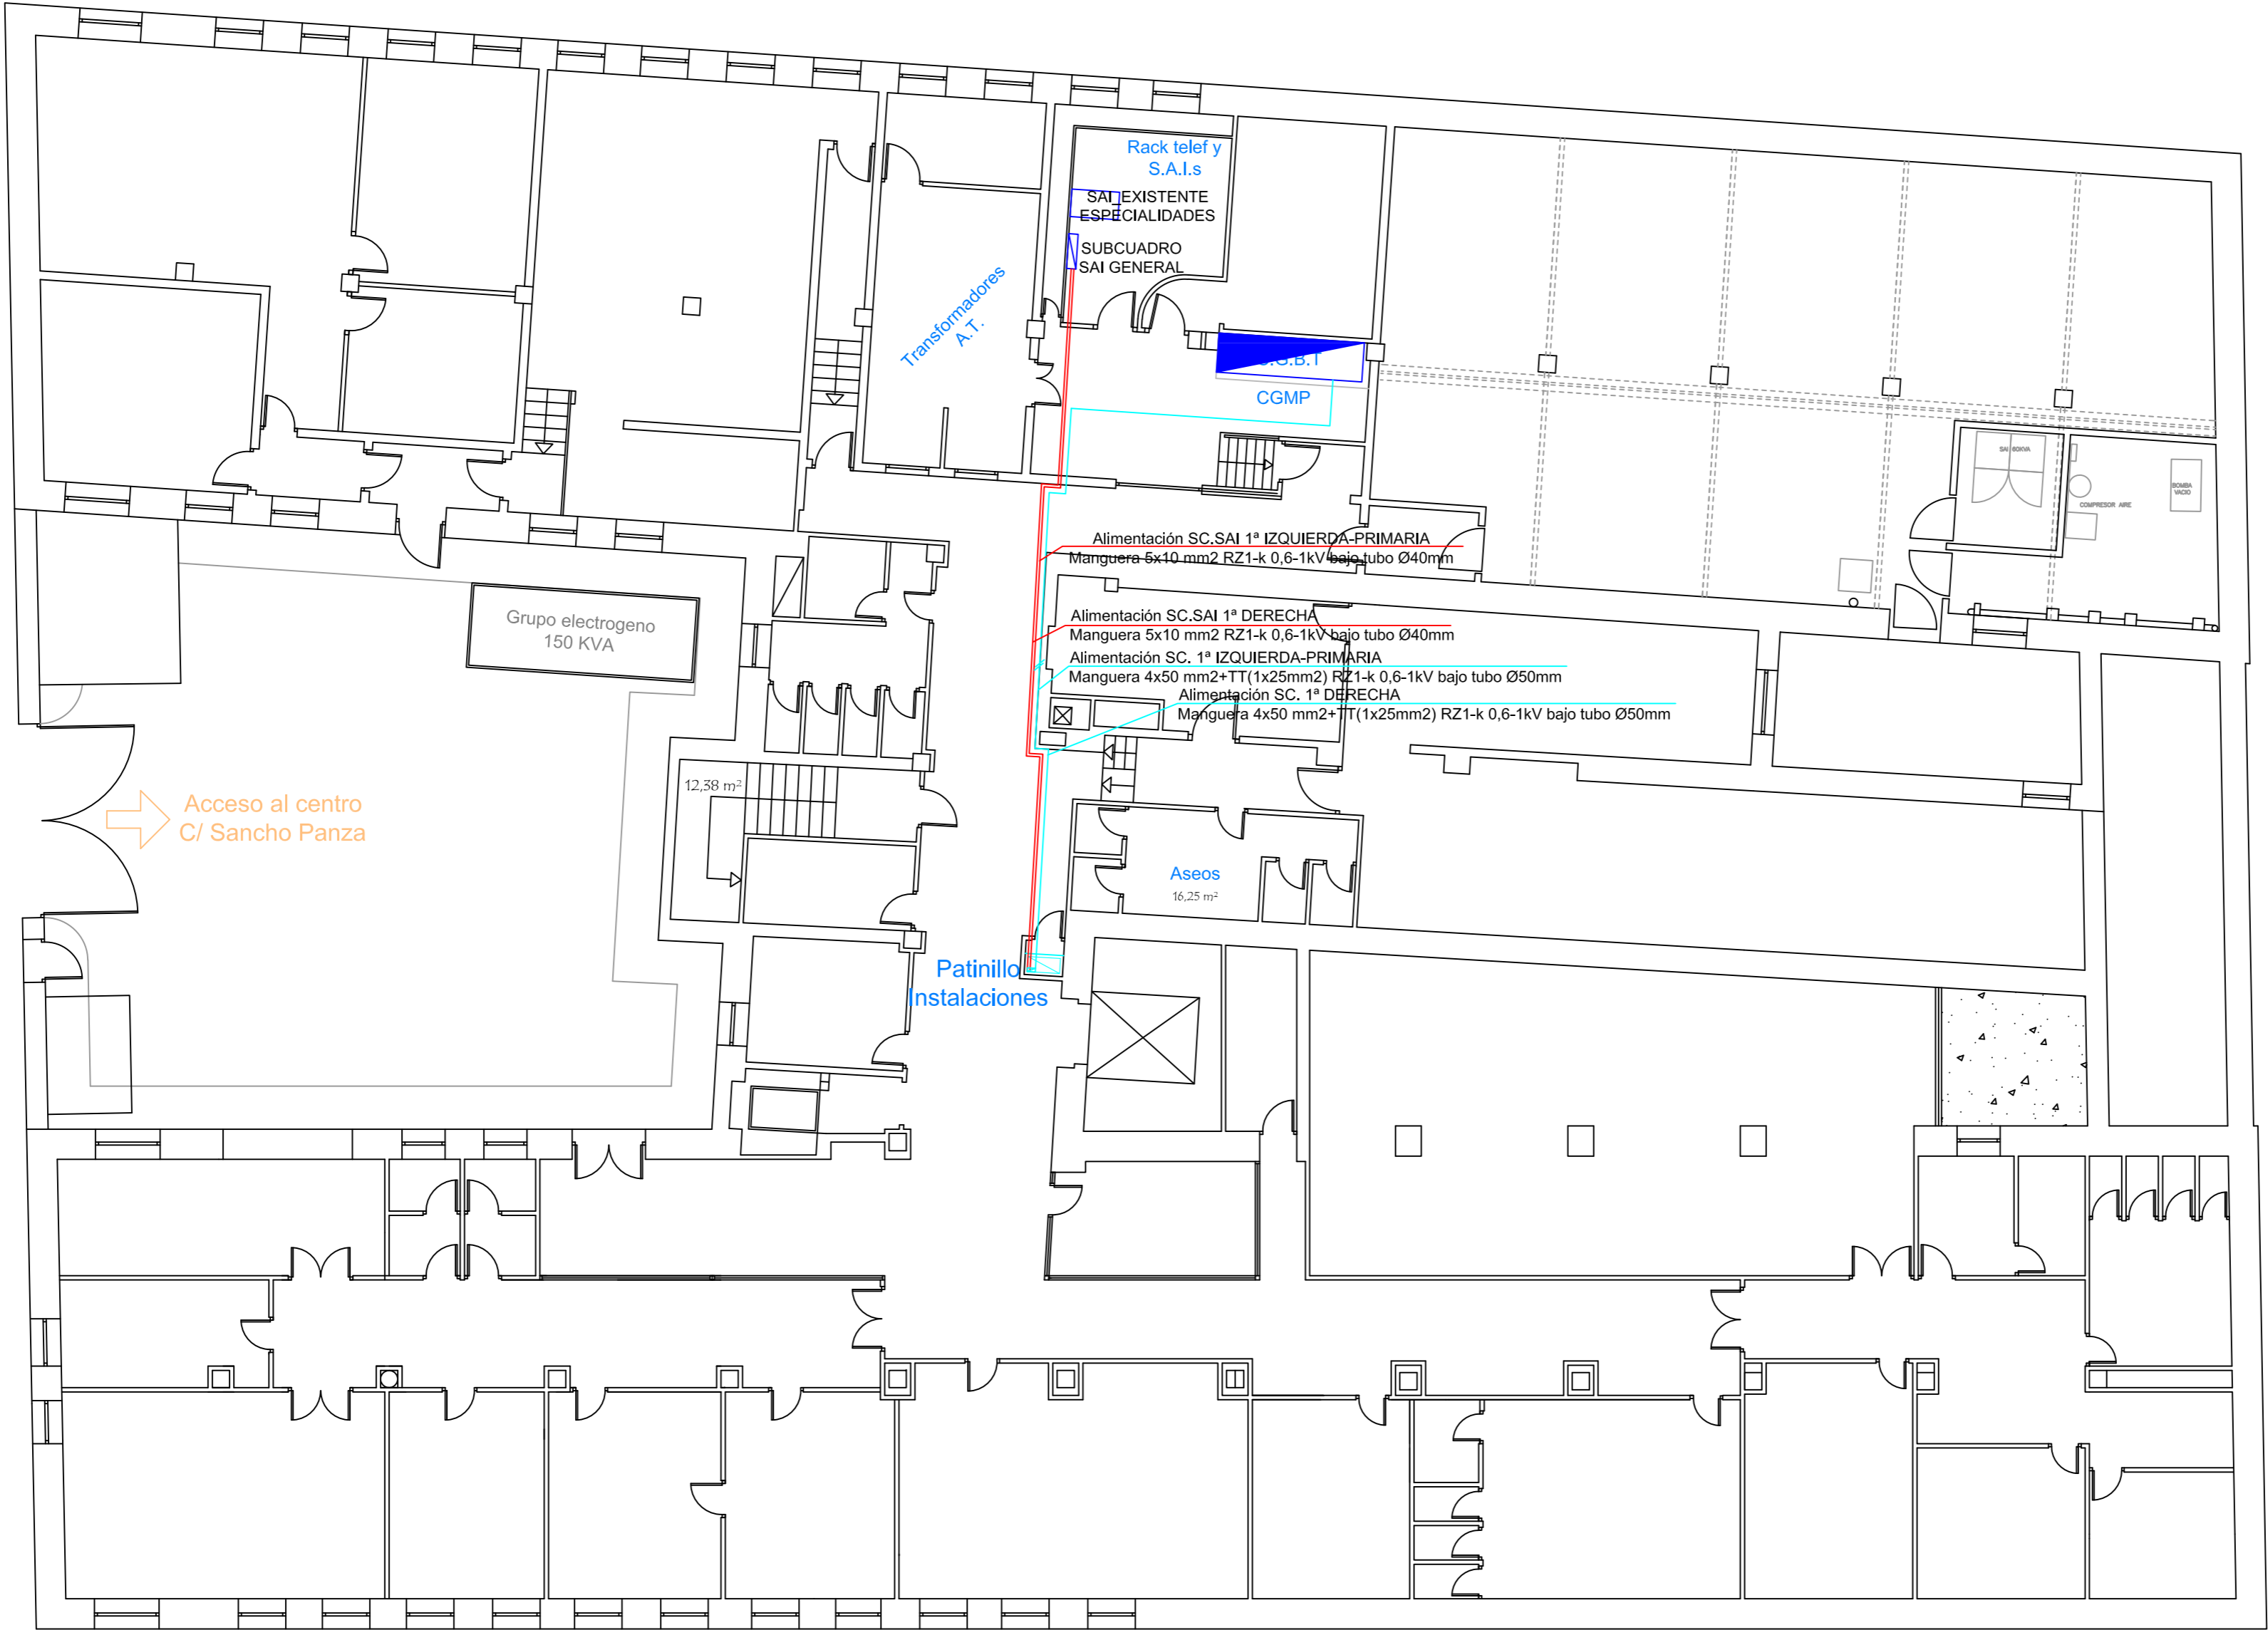 Rack telef y
S.A.I.s
SAI EXISTENTE
ESPECIALIDADES
SUBCUADRO
SAI GENERAL
Transformadores
A.T.
C.G.B.T
CGMP
SAI 60KVA
COMPRESOR AIRE
BOMBA
VACIO
Alimentación SC.SAI 1ª IZQUIERDA-PRIMARIA
Manguera 5x10 mm2 RZ1-k 0,6-1kV bajo tubo Ø40mm
Grupo electrogeno
150 KVA
Alimentación SC.SAI 1ª DERECHA
Manguera 5x10 mm2 RZ1-k 0,6-1kV bajo tubo Ø40mm
Alimentación SC. 1ª IZQUIERDA-PRIMARIA
Manguera 4x50 mm2+TT(1x25mm2) RZ1-k 0,6-1kV bajo tubo Ø50mm
Alimentación SC. 1ª DERECHA
Manguera 4x50 mm2+TT(1x25mm2) RZ1-k 0,6-1kV bajo tubo Ø50mm
12,38 m²
Acceso al centro
C/ Sancho Panza
Aseos
16,25 m²
Patinillo
Instalaciones